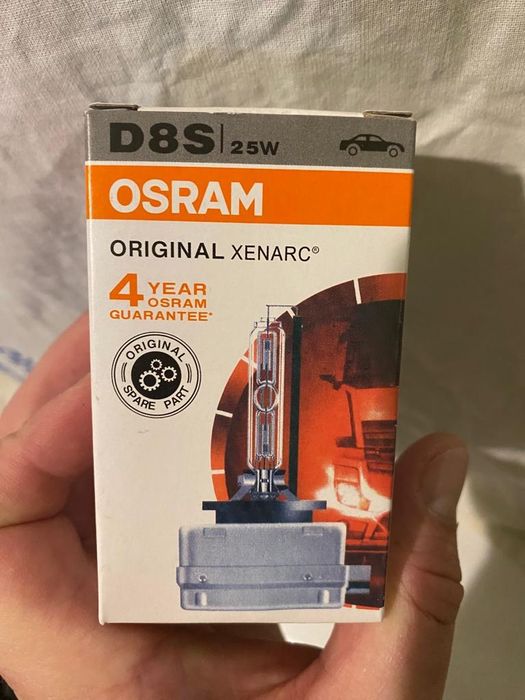 D8S | 25W
OSRAM
ORIGINAL XENARC®
4 YEAR
OSRAM
GUARANTEE*
ORIGINAL
SPARE PART